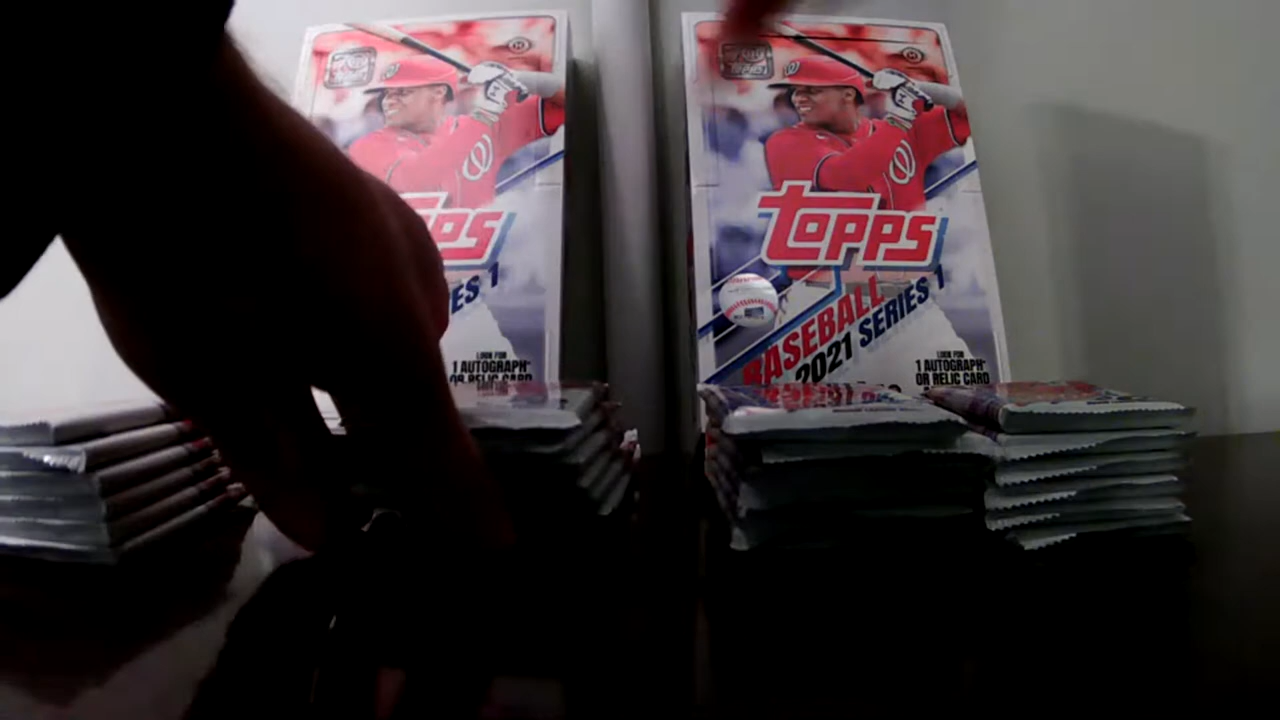 TOPPS
ES 1
LOOK FOR
1 AUTOGRAPH
OR RELIC CARD
W
W
H
TOPPS
BASEBALL
2021 SERIES 1
LOOK FOR
1 AUTOGRAPH
OR RELIC CARD